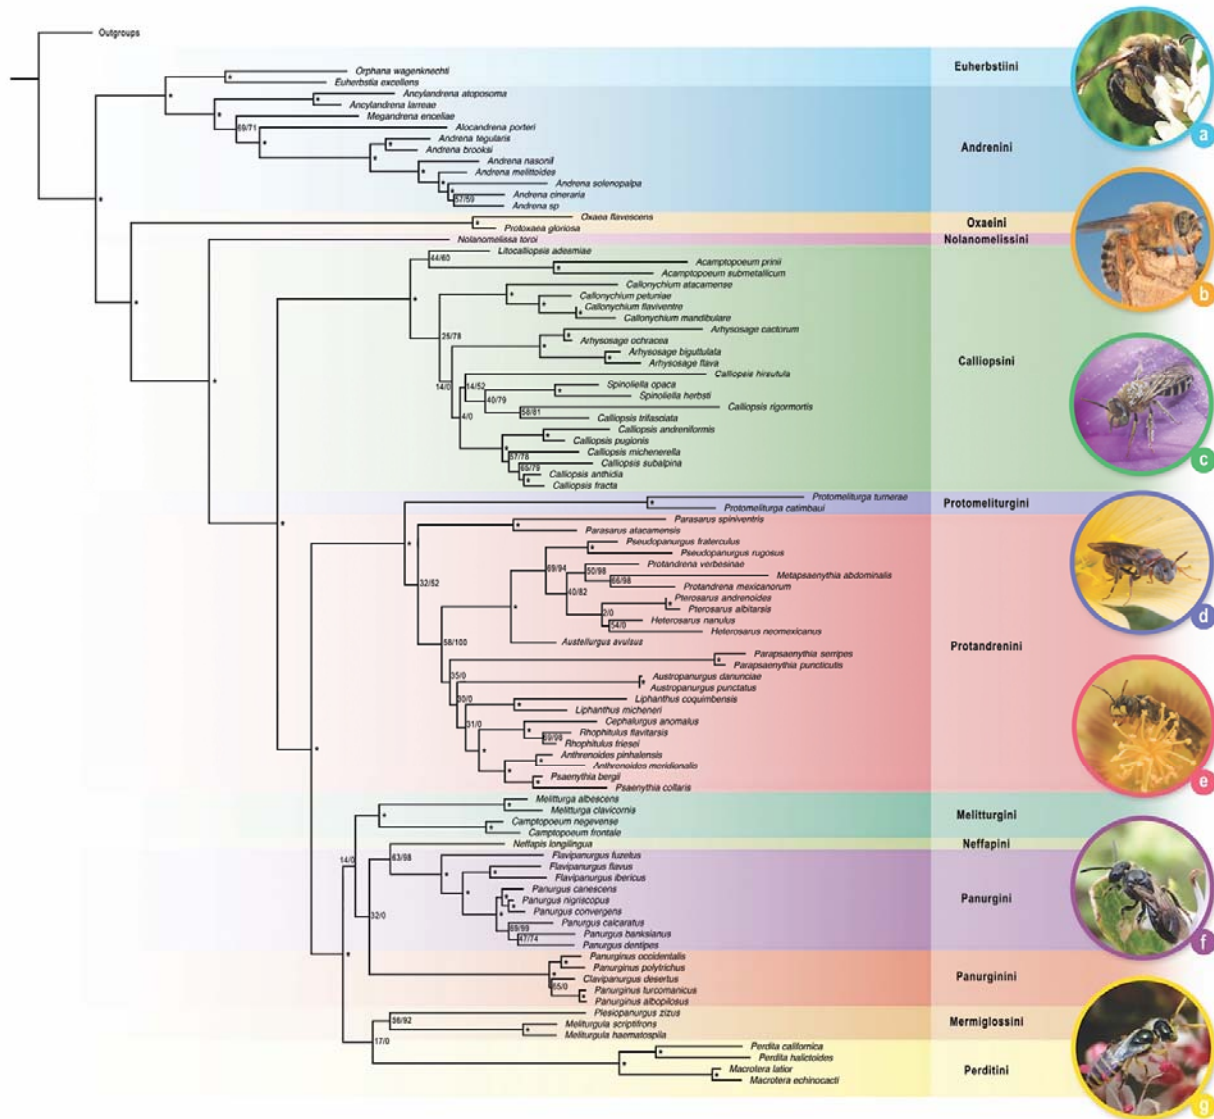 Outgroups
Orphana wagenknechti
Euherbstia excellens
Euherbstiini
a
Ancylandrena atoposoma
Ancylandrena larreae
Megandrena enceliae
69/71
Alocandrena porteri
Andrena tegularis
Andrena brooksi
Andrenini
Andrena nasonii
Andrena melittoides
Andrena solenopalpa
Andrena cineraria
57/59
Andrena sp
Oxaea flavescens
Oxaeini
Protoxaea gloriosa
Nolanomelissa toroi
Nolanomelissini
b
Litocalliopsis adesmiae
44/60
Acamptopoeum prinii
Acamptopoeum submetallicum
Callonychium atacamense
Callonychium petuniae
Callonychium flaviventre
Callonychium mandibulare
Arhysosage cactorum
25/78
Arhysosage ochracea
Arhysosage biguttulata
Arhysosage flava
Calliopsini
Calliopsis hirsutula
14/0
14/52
Spinoliella opaca
Spinoliella herbsti
40/79
Calliopsis rigormortis
58/81
4/0
Calliopsis trifasciata
Calliopsis andreniformis
Calliopsis pugionis
Calliopsis michenerella
57/78
Calliopsis subalpina
65/79
Calliopsis anthidia
Calliopsis fracta
c
Protomeliturga turnerae
Protomeliturgini
Protomeliturga catimbaui
Parasarus spiniventris
Parasarus atacamensis
Pseudopanurgus fraterculus
Pseudopanurgus rugosus
Protandrena verbesinae
69/94
50/98
Metapsaenythia abdominalis
32/52
66/98
Protandrena mexicanorum
40/82
Pterosarus andrenoides
Pterosarus albitarsis
2/0
Heterosarus nanulus
54/0
Heterosarus neomexicanus
d
Austellurgus avulsus
58/100
Protandrenini
Parapsaenythia serripes
Parapsaenythia puncticutis
35/0
Austropanurgus danunciae
Austropanurgus punctatus
30/0
Liphanthus coquimbensis
Liphanthus micheneri
31/0
Cephalurgus anomalus
Rhophitulus flavitarsis
Rhophitulus friesei
Anthrenoides pinhalensis
Anthrenoides meridionalis
Psaenythia bergii
Psaenythia collaris
e
Melitturga albescens
Melitturga clavicornis
Melitturgini
Camptopoeum negevense
Camptopoeum frontale
Neffapis longilingua
Neffapini
14/0
63/98
Flavipanurgus fuzetus
Flavipanurgus flavus
Flavipanurgus ibericus
Panurgus canescens
Panurgini
Panurgus nigriscopus
Panurgus convergens
32/0
Panurgus calcaratus
69/99
Panurgus banksianus
47/74
Panurgus dentipes
f
Panurginus occidentalis
Panurginus polytrichus
Panurginini
Clavipanurgus desertus
65/0
Panurginus turcomanicus
Panurginus albopilosus
Plesiopanurgus zizus
Mermiglossini
Meliturgula scriptifrons
Meliturgula haematospila
17/0
Perdita californica
Perdita halictoides
Perditini
Macrotera latior
Macrotera echinocacti
g